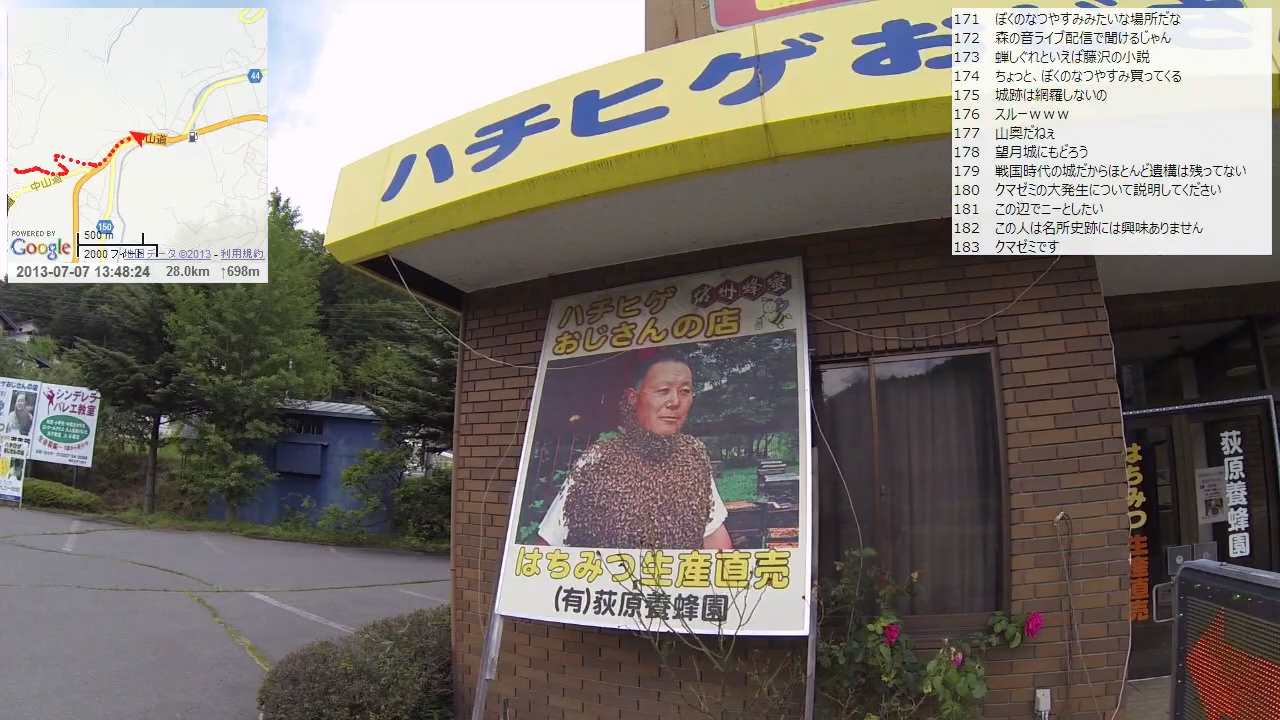 44
山道
中山道
150
POWERED BY
Google
500 m
2000 フィ
地図データ ©2013 - 利用規約
2013-07-07 13:48:24 28.0km ↑698m
171 ぼくのなつやすみみたいな場所だな
172 森の音ライブ配信で聞けるじゃん
173 蝉しぐれといえば藤沢の小説
174 ちょっと、ぼくのなつやすみ買ってくる
175 城跡は網羅しないの
176 スルーｗｗｗ
177 山奥だねぇ
178 望月城にもどろう
179 戦国時代の城だからほとんど遺構は残ってない
180 クマゼミの大発生について説明してください
181 この辺でニートしたい
182 この人は名所史跡には興味ありません
183 クマゼミです
ハチヒゲお
信州蜂蜜
ハチヒゲ
おじさんの店
はちみつ生産直売
(有)荻原養蜂園
ゲおじさんの店
シンデレラ
バレエ教室
はちみつ生産直売
荻原養蜂園